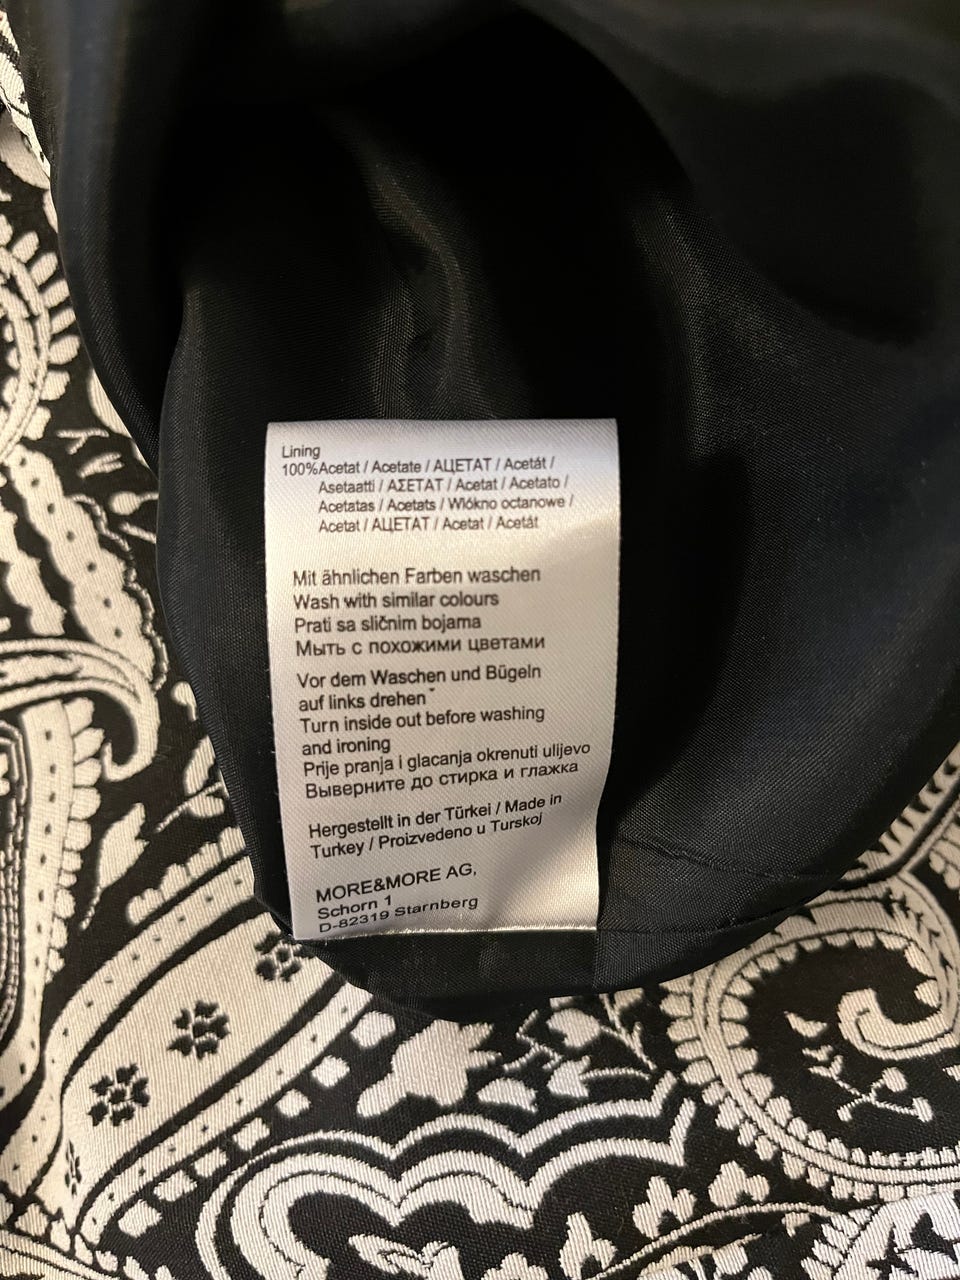 Lining
100%Acetat / Acetate / АЦЕТАТ / Acetát /
Asetaatti / ΑΣΕΤΑΤ / Acetat / Acetato /
Acetatas / Acetats / Wlókno octanowe /
Acetat / АЦЕТАТ / Acetat / Acetát
Mit ähnlichen Farben waschen
Wash with similar colours
Prati sa sličnim bojama
Мыть с похожими цветами
Vor dem Waschen und Bügeln
auf links drehen
Turn inside out before washing
and ironing
Prije pranja i glacanja okrenuti ulijevo
Выверните до стирка и глажка
Hergestellt in der Türkei / Made in
Turkey / Proizvedeno u Turskoj
MORE&MORE AG,
Schorn 1
D-82319 Starnberg